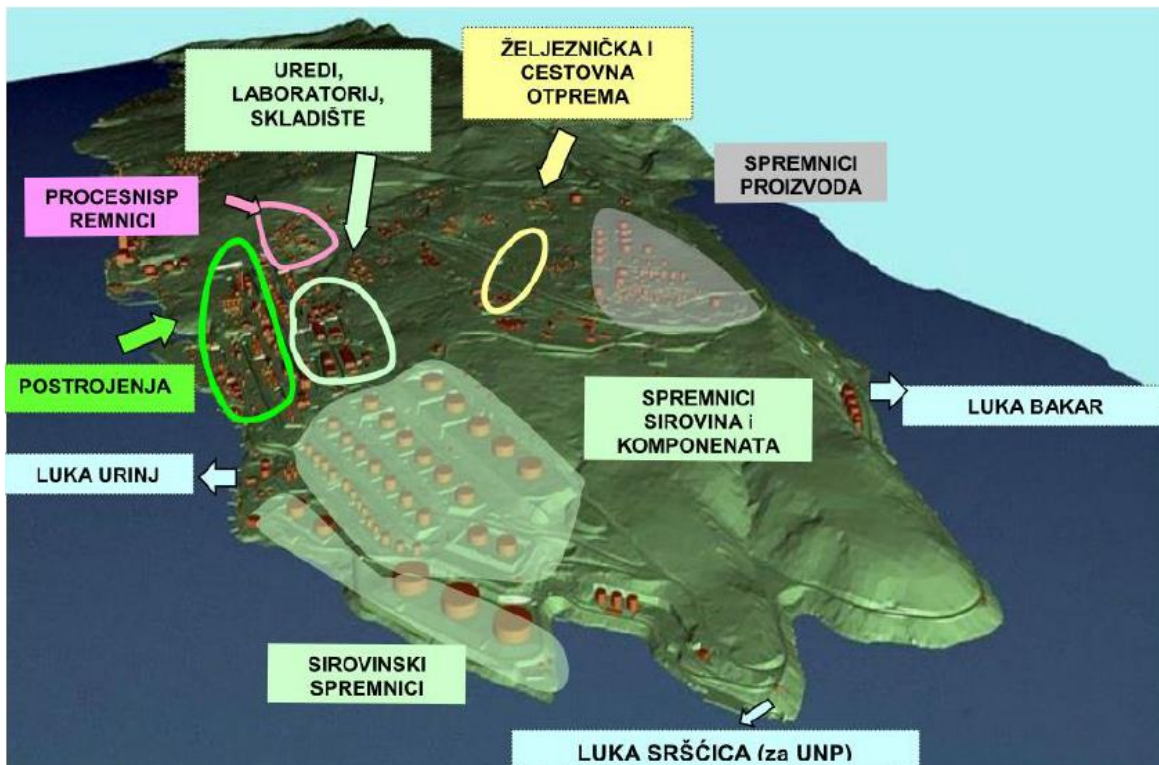 ŽELJEZNIČKA I
CESTOVNA
OTPREMA
UREDI,
LABORATORIJ,
SKLADIŠTE
SPREMNICI
PROIZVODA
PROCESNISP
REMNICI
POSTROJENJA
SPREMNICI
SIROVINA i
KOMPONENATA
LUKA BAKAR
LUKA URINJ
SIROVINSKI
SPREMNICI
LUKA SRŠĆICA (za UNP)